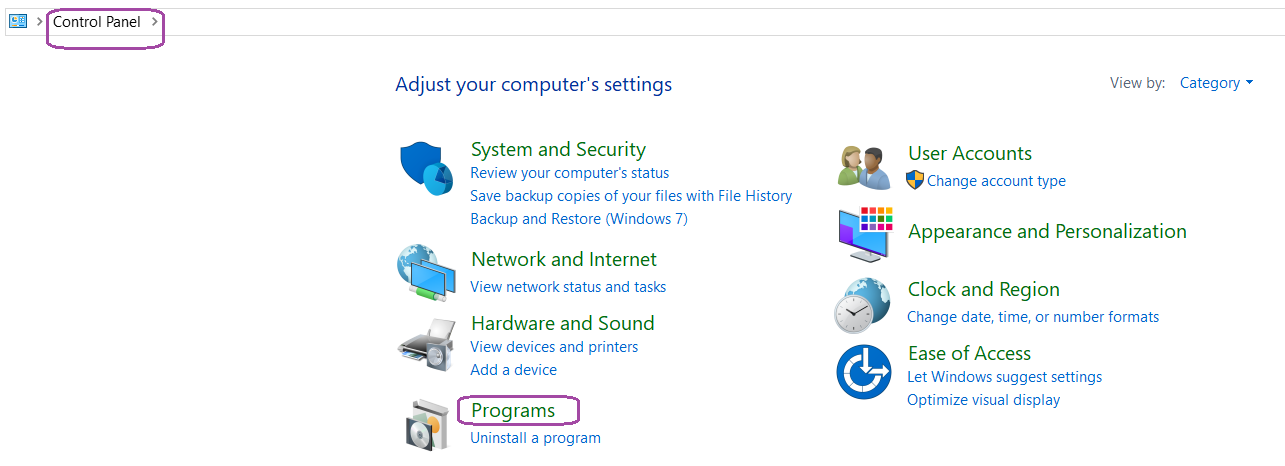 Control Panel
Adjust your computer's settings
View by: Category
System and Security
Review your computer's status
Save backup copies of your files with File History
Backup and Restore (Windows 7)
Network and Internet
View network status and tasks
Hardware and Sound
View devices and printers
Add a device
Programs
Uninstall a program
User Accounts
Change account type
Appearance and Personalization
Clock and Region
Change date, time, or number formats
Ease of Access
Let Windows suggest settings
Optimize visual display